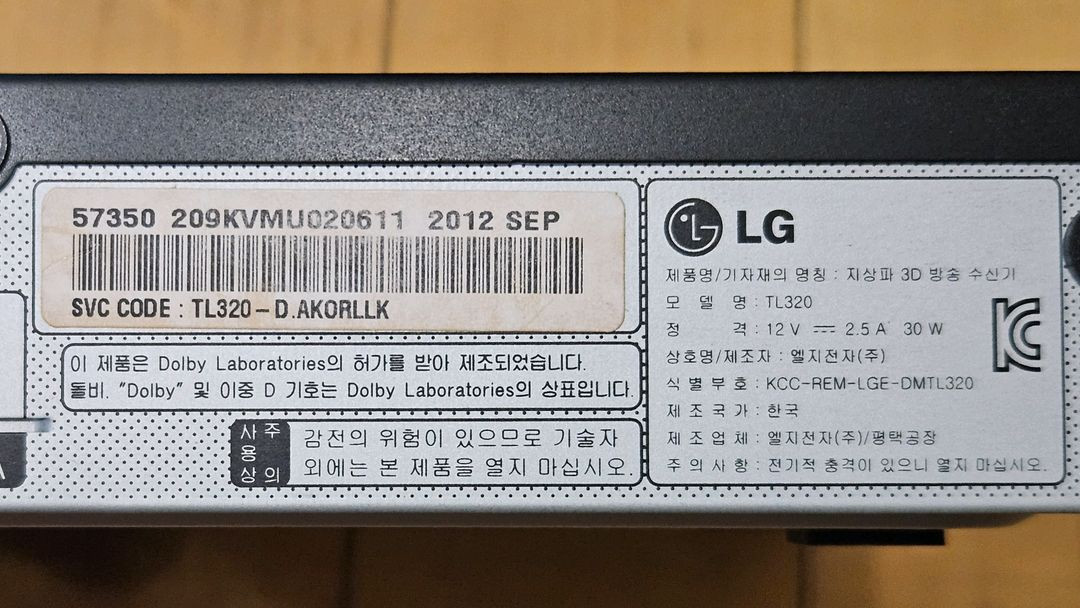 57350 209KVMU020611 2012 SEP
SVC CODE : TL320-D.AKORLLK
이 제품은 Dolby Laboratories의 허가를 받아 제조되었습니다.
돌비, "Dolby" 및 이중 D 기호는 Dolby Laboratories의 상표입니다.
사용상 주의
감전의 위험이 있으므로 기술자
외에는 본 제품을 열지 마십시오.
LG
제품명/기자재의 명칭 : 지상파 3D 방송 수신기
모 델 명 : TL320
정 격 : 12 V ⎓ 2.5 A 30 W
상호명/제조자 : 엘지전자(주)
식 별 부 호 : KCC-REM-LGE-DMTL320
제 조 국 가 : 한국
제 조 업 체 : 엘지전자(주)/평택공장
주 의 사 항 : 전기적 충격이 있으니 열지 마십시오.
KC
A